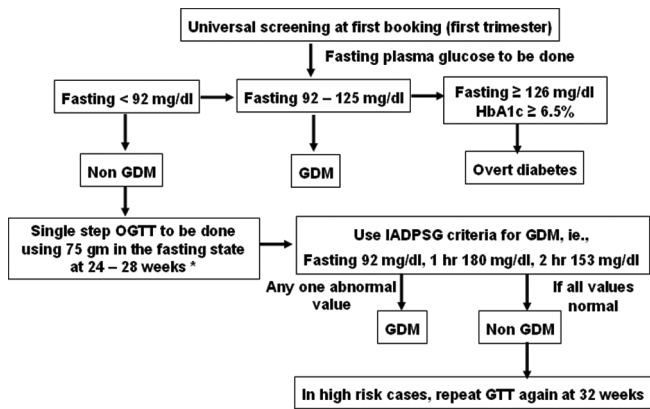 Universal screening at first booking (first trimester)
Fasting plasma glucose to be done
Fasting < 92 mg/dl
Fasting 92 – 125 mg/dl
Fasting ≥ 126 mg/dl
HbA1c ≥ 6.5%
Non GDM
GDM
Overt diabetes
Single step OGTT to be done
using 75 gm in the fasting state
at 24 – 28 weeks *
Use IADPSG criteria for GDM, ie.,
Fasting 92 mg/dl, 1 hr 180 mg/dl, 2 hr 153 mg/dl
Any one abnormal
value
If all values
normal
GDM
Non GDM
In high risk cases, repeat GTT again at 32 weeks